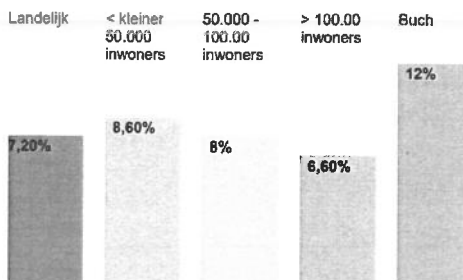 Landelijk
< kleiner
50.000
inwoners
50.000 -
100.00
inwoners
> 100.00
inwoners
Buch
7,20%
8,60%
8%
6,60%
12%